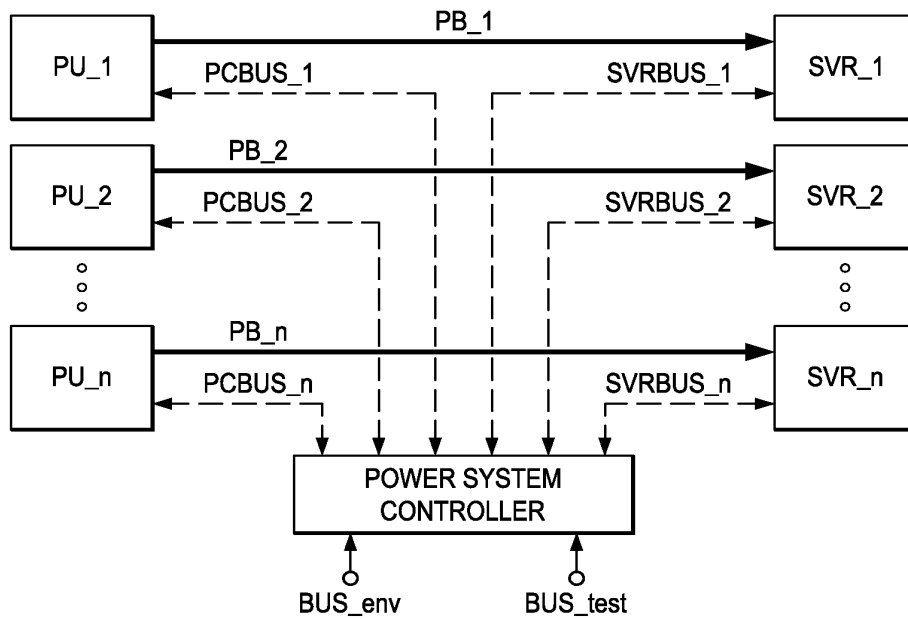 PB_1
PU_1
SVR_1
PCBUS_1
SVRBUS_1
PB_2
PU_2
SVR_2
PCBUS_2
SVRBUS_2
PB_n
PU_n
SVR_n
PCBUS_n
SVRBUS_n
POWER SYSTEM
CONTROLLER
BUS_env
BUS_test